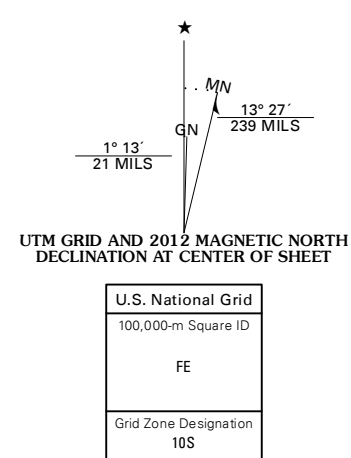 ★
MN
GN
13° 27´
239 MILS
1° 13´
21 MILS
UTM GRID AND 2012 MAGNETIC NORTH
DECLINATION AT CENTER OF SHEET
U.S. National Grid
100,000-m Square ID
FE
Grid Zone Designation
10S